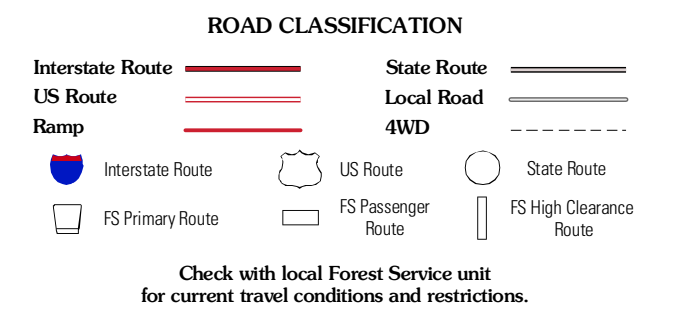 ROAD CLASSIFICATION
Interstate Route
State Route
US Route
Local Road
Ramp
4WD
Interstate Route
US Route
State Route
FS Primary Route
FS Passenger
Route
FS High Clearance
Route
Check with local Forest Service unit
for current travel conditions and restrictions.